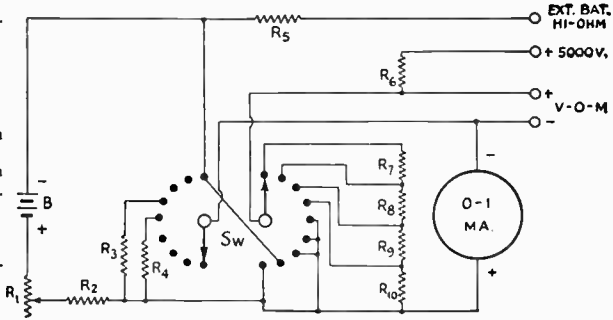 EXT. BAT.
HI-OHM
R5
+ 5000V.
R6
+
V-O-M
-
-
R7
-
B
R8
0-1
MA.
+
R3
R4
Sw
R9
R1
R2
R10
+